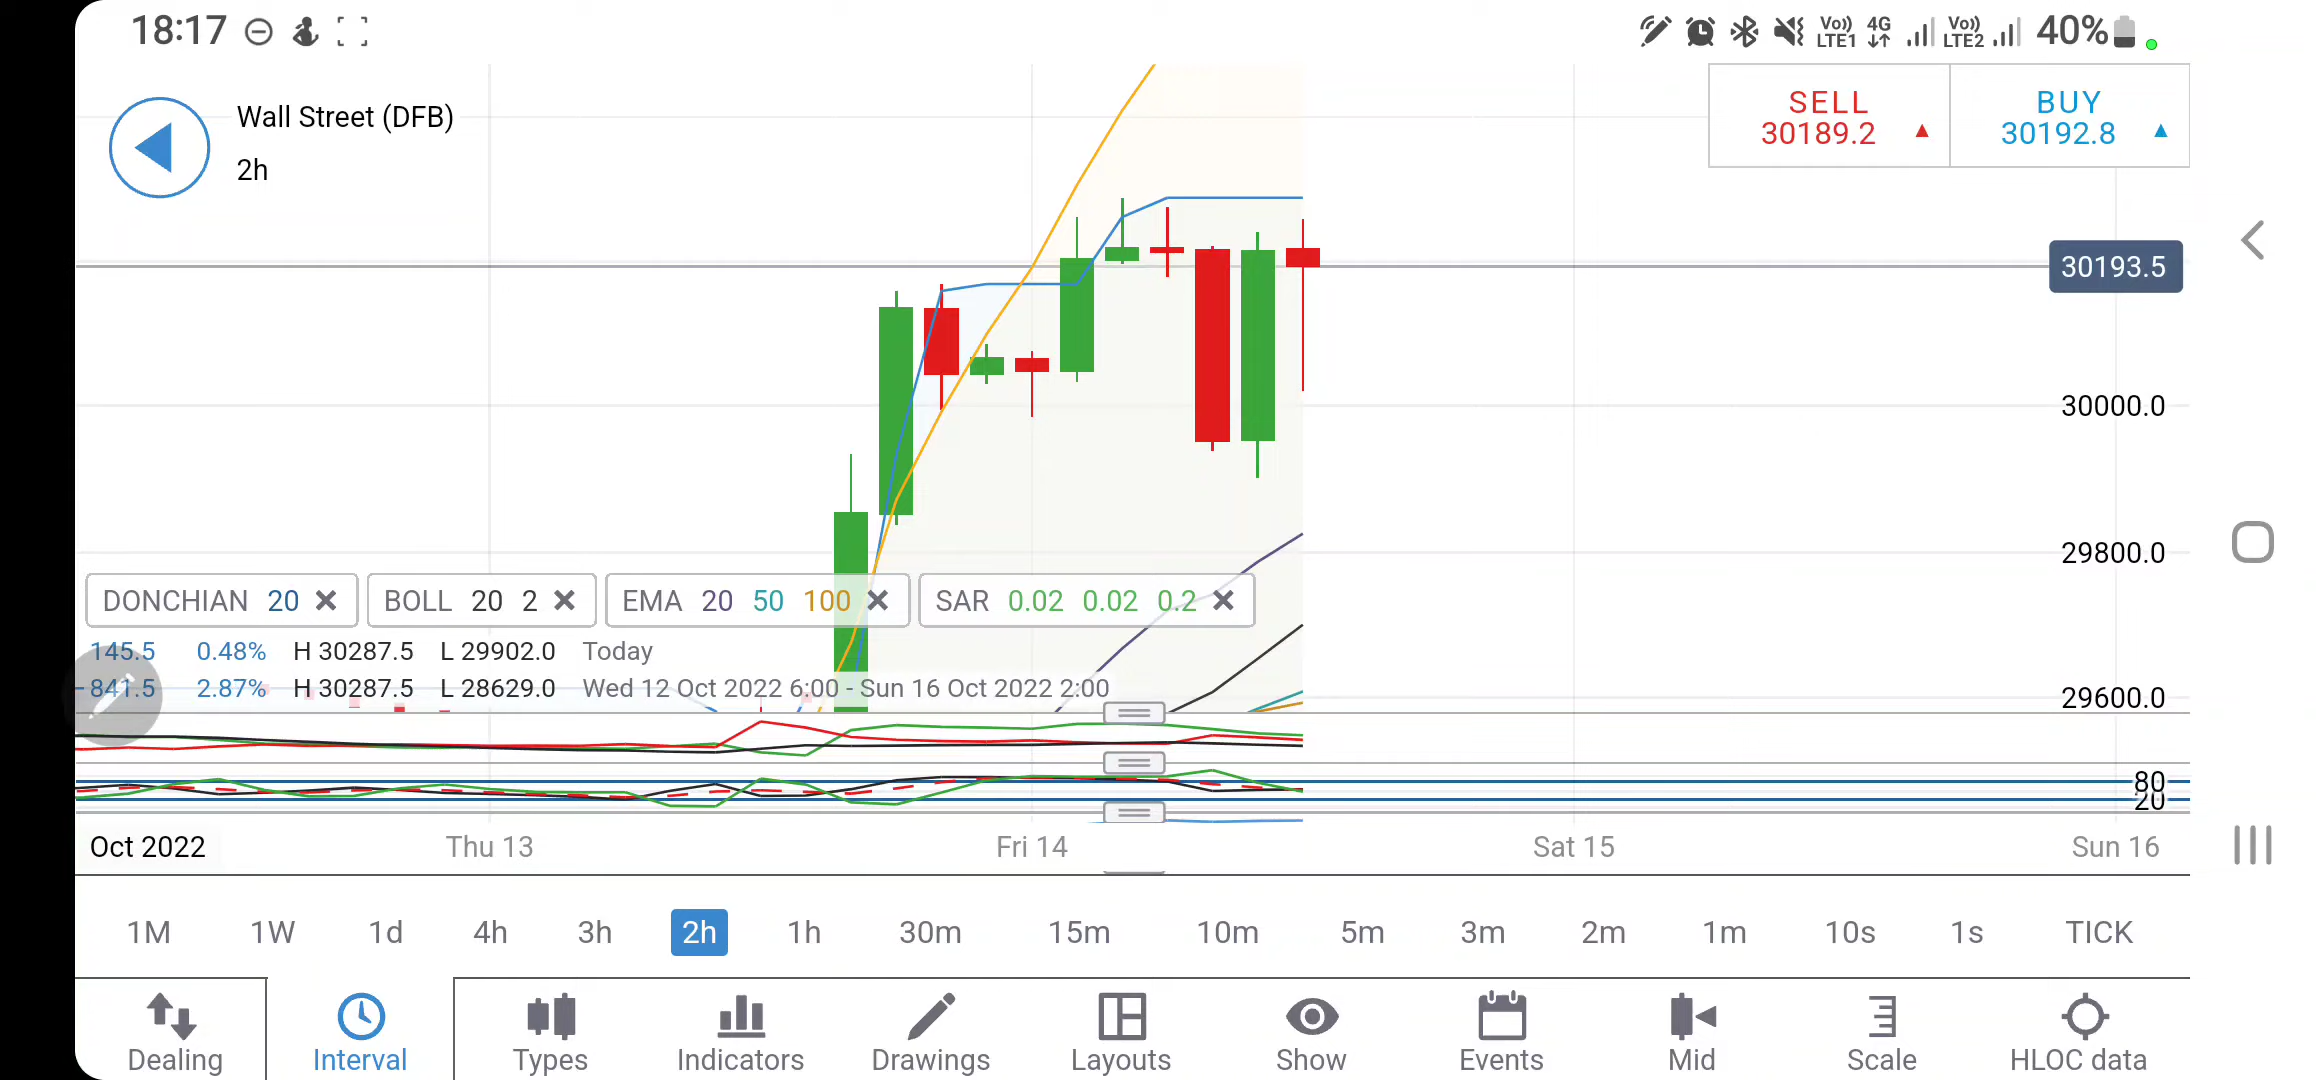 18:17 Vo)) LTE1 4G Vo)) LTE2 40%
Wall Street (DFB)
2h
SELL
30189.2
BUY
30192.8
30193.5
30000.0
29800.0
29600.0
DONCHIAN 20 BOLL 20 2 EMA 20 50 100 SAR 0.02 0.02 0.2
145.5 0.48% H 30287.5 L 29902.0 Today
841.5 2.87% H 30287.5 L 28629.0 Wed 12 Oct 2022 6:00 - Sun 16 Oct 2022 2:00
80
20
Oct 2022 Thu 13 Fri 14 Sat 15 Sun 16
1M 1W 1d 4h 3h 2h 1h 30m 15m 10m 5m 3m 2m 1m 10s 1s TICK
Dealing Interval Types Indicators Drawings Layouts Show Events Mid Scale HLOC data